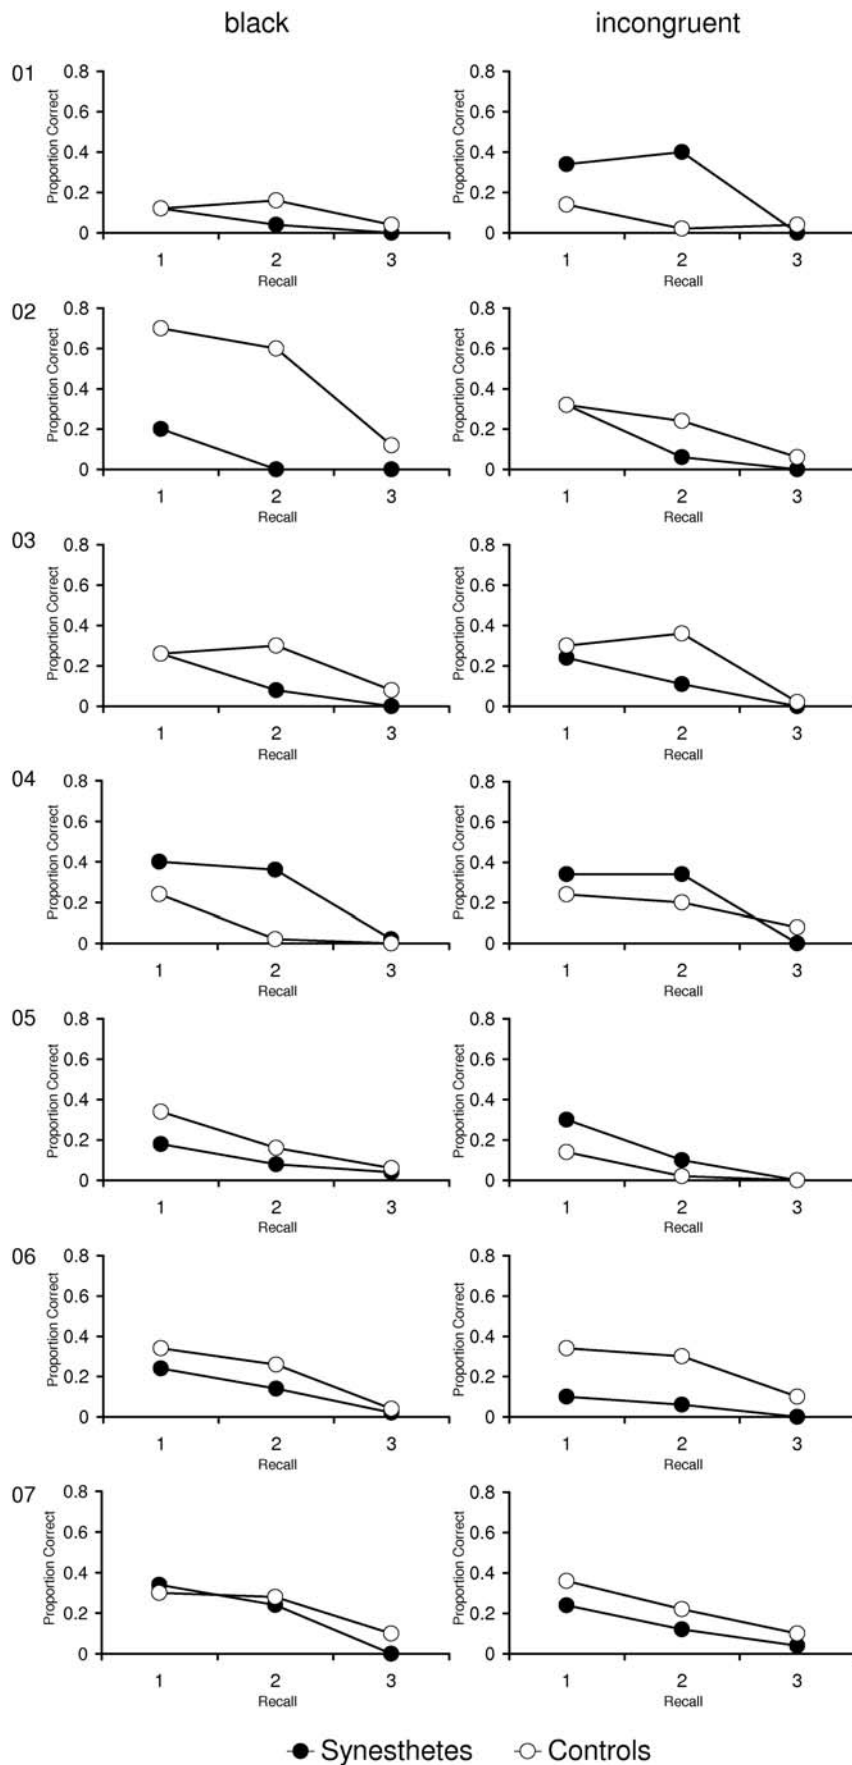 black incongruent
01
Proportion Correct
0.8
0.6
0.4
0.2
0
1 2 3
Recall
Proportion Correct
0.8
0.6
0.4
0.2
0
1 2 3
Recall
02
Proportion Correct
0.8
0.6
0.4
0.2
0
1 2 3
Recall
Proportion Correct
0.8
0.6
0.4
0.2
0
1 2 3
Recall
03
Proportion Correct
0.8
0.6
0.4
0.2
0
1 2 3
Recall
Proportion Correct
0.8
0.6
0.4
0.2
0
1 2 3
Recall
04
Proportion Correct
0.8
0.6
0.4
0.2
0
1 2 3
Recall
Proportion Correct
0.8
0.6
0.4
0.2
0
1 2 3
Recall
05
Proportion Correct
0.8
0.6
0.4
0.2
0
1 2 3
Recall
Proportion Correct
0.8
0.6
0.4
0.2
0
1 2 3
Recall
06
Proportion Correct
0.8
0.6
0.4
0.2
0
1 2 3
Recall
Proportion Correct
0.8
0.6
0.4
0.2
0
1 2 3
Recall
07
Proportion Correct
0.8
0.6
0.4
0.2
0
1 2 3
Recall
Proportion Correct
0.8
0.6
0.4
0.2
0
1 2 3
Recall
Synesthetes Controls